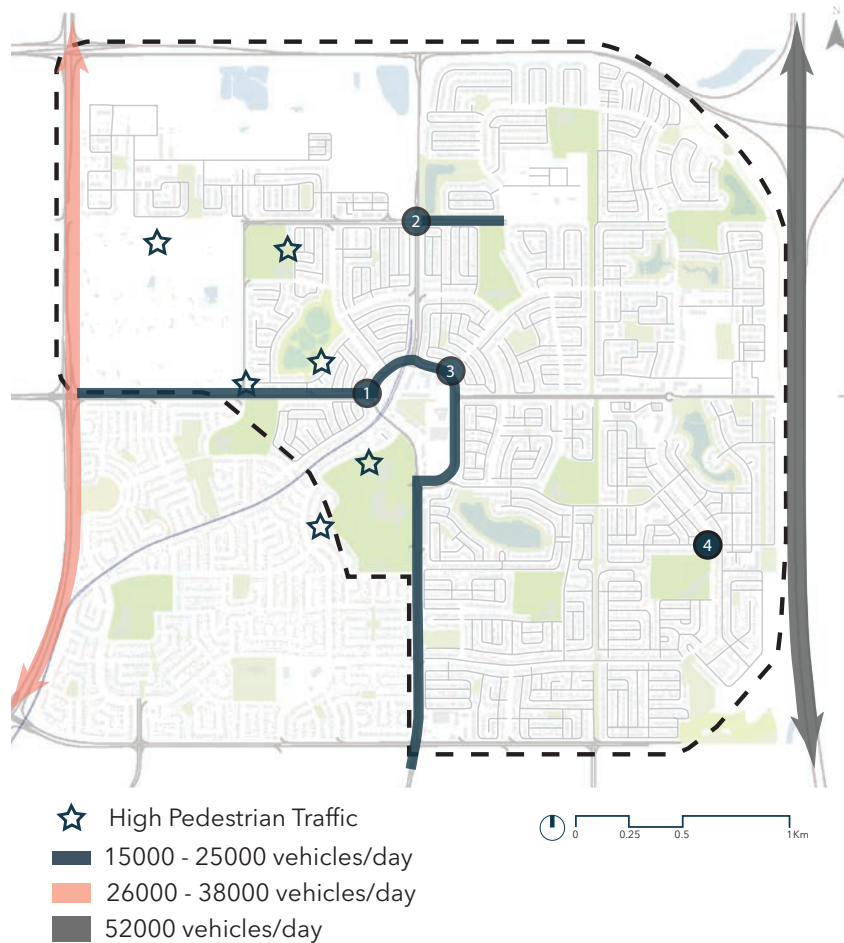 N
2
3
1
4
High Pedestrian Traffic
0 0.25 0.5 1Km
15000 - 25000 vehicles/day
26000 - 38000 vehicles/day
52000 vehicles/day